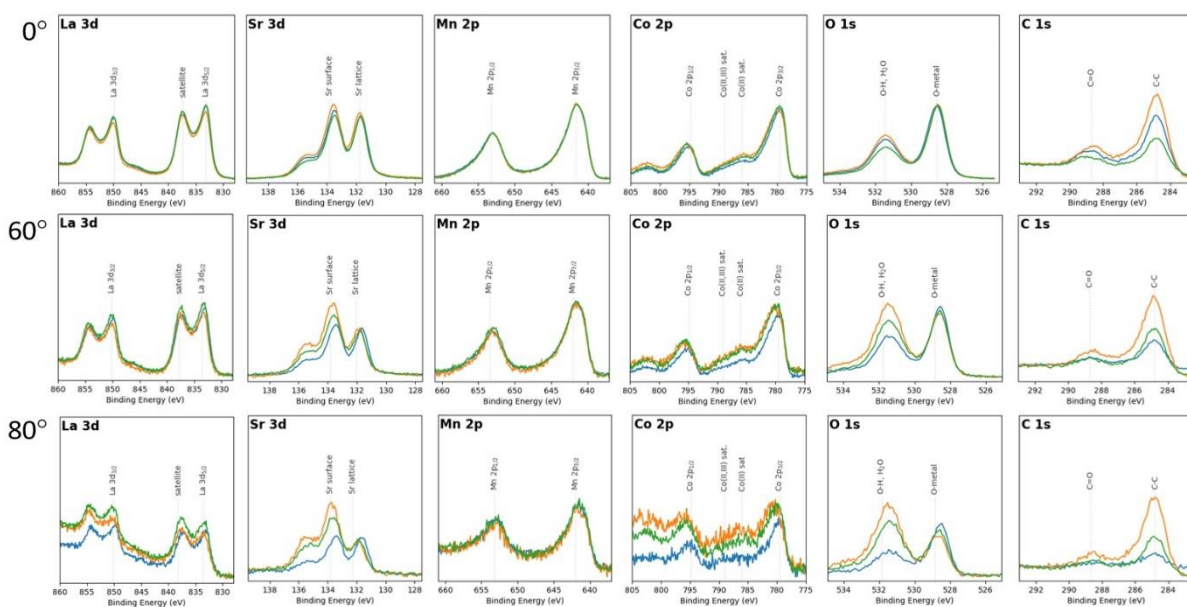 0°
La 3d
La 3d3/2
satellite
La 3d5/2
860 855 850 845 840 835 830
Binding Energy (eV)
Sr 3d
Sr surface
Sr lattice
138 136 134 132 130 128
Binding Energy (eV)
Mn 2p
Mn 2p1/2
Mn 2p3/2
660 655 650 645 640
Binding Energy (eV)
Co 2p
Co 2p1/2
Co(II,III) sat.
Co(II) sat.
Co 2p3/2
805 800 795 790 785 780 775
Binding Energy (eV)
O 1s
O-H, H2O
O-metal
534 532 530 528 526
Binding Energy (eV)
C 1s
C=O
C-C
292 290 288 286 284
Binding Energy (eV)
60°
La 3d
La 3d3/2
satellite
La 3d5/2
860 855 850 845 840 835 830
Binding Energy (eV)
Sr 3d
Sr surface
Sr lattice
138 136 134 132 130 128
Binding Energy (eV)
Mn 2p
Mn 2p1/2
Mn 2p3/2
660 655 650 645 640
Binding Energy (eV)
Co 2p
Co 2p1/2
Co(II,III) sat.
Co(II) sat.
Co 2p3/2
805 800 795 790 785 780 775
Binding Energy (eV)
O 1s
O-H, H2O
O-metal
534 532 530 528 526
Binding Energy (eV)
C 1s
C=O
C-C
292 290 288 286 284
Binding Energy (eV)
80°
La 3d
La 3d3/2
satellite
La 3d5/2
860 855 850 845 840 835 830
Binding Energy (eV)
Sr 3d
Sr surface
Sr lattice
138 136 134 132 130 128
Binding Energy (eV)
Mn 2p
Mn 2p1/2
Mn 2p3/2
660 655 650 645 640
Binding Energy (eV)
Co 2p
Co 2p1/2
Co(II,III) sat.
Co(II) sat
Co 2p3/2
805 800 795 790 785 780 775
Binding Energy (eV)
O 1s
O-H, H2O
O-metal
534 532 530 528 526
Binding Energy (eV)
C 1s
C=O
C-C
292 290 288 286 284
Binding Energy (eV)